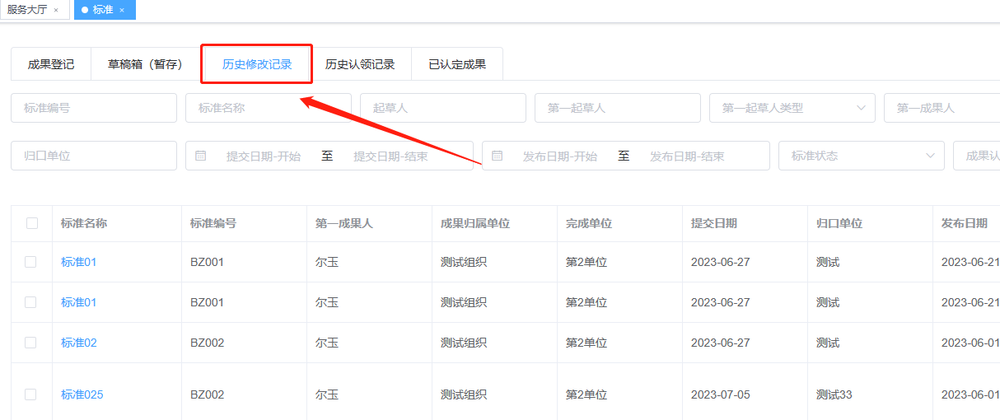 服务大厅 × 标准 ×
成果登记 草稿箱（暂存） 历史修改记录 历史认领记录 已认定成果
标准编号 标准名称 起草人 第一起草人 第一起草人类型 第一成果人
归口单位 提交日期-开始 至 提交日期-结束 发布日期-开始 至 发布日期-结束 标准状态 成果认
标准名称 标准编号 第一成果人 成果归属单位 完成单位 提交日期 归口单位 发布日期
标准01 BZ001 尔玉 测试组织 第2单位 2023-06-27 测试 2023-06-21
标准01 BZ001 尔玉 测试组织 第2单位 2023-06-27 测试 2023-06-21
标准02 BZ002 尔玉 测试组织 第2单位 2023-06-27 测试 2023-06-01
标准025 BZ002 尔玉 测试组织 第2单位 2023-07-05 测试33 2023-06-01